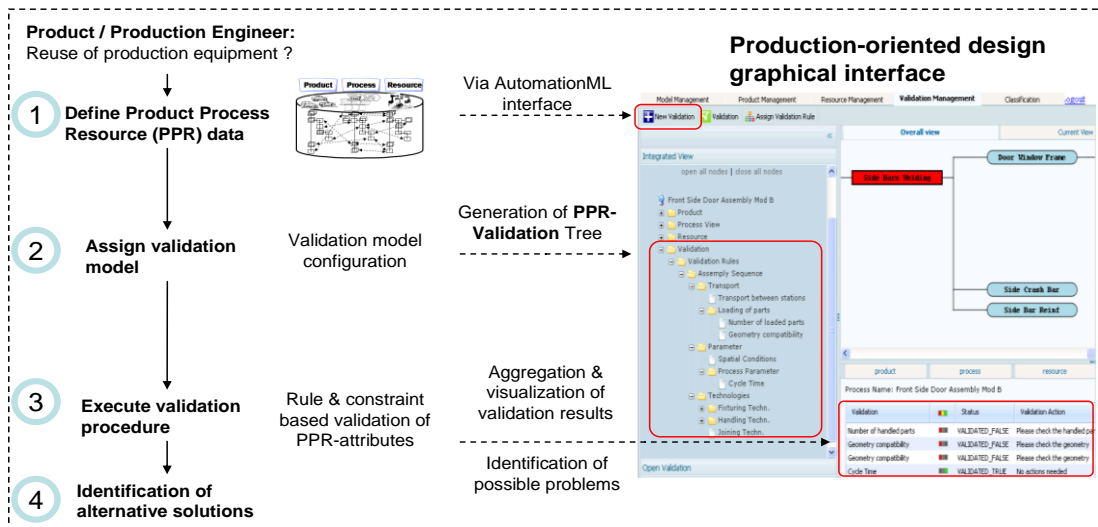 Product / Production Engineer:
Reuse of production equipment ?
1
Define Product Process
Resource (PPR) data
Product
Process
Resource
Via AutomationML
interface
2
Assign validation
model
Validation model
configuration
Generation of PPR-
Validation Tree
3
Execute validation
procedure
Rule & constraint
based validation of
PPR-attributes
Aggregation &
visualization of
validation results
Identification of
possible problems
4
Identification of
alternative solutions
Production-oriented design
graphical interface
Model Management
Product Management
Resource Management
Validation Management
Classification
New Validation
Validation
Assign Validation Rule
Integrated View
open all nodes | close all nodes
Front Side Door Assembly Mod B
Product
Process View
Resource
Validation
Validation Rules
Assembly Sequence
Transport
Transport between stations
Loading of parts
Number of loaded parts
Geometry compatibility
Parameter
Spatial Conditions
Process Parameter
Cycle Time
Technologies
Fixturing Techn.
Handling Techn.
Joining Techn.
Open Validation
Overall view
Current View
Side Bars Welding
Door Window Frame
Side Crash Bar
Side Bar Reinf
product
process
resource
Process Name: Front Side Door Assembly Mod B
Validation Status Validation Action
Number of handled parts VALIDATED_FALSE Please check the handled par
Geometry compatibility VALIDATED_FALSE Please check the geometry
Geometry compatibility VALIDATED_FALSE Please check the geometry
Cycle Time VALIDATED_TRUE No actions needed